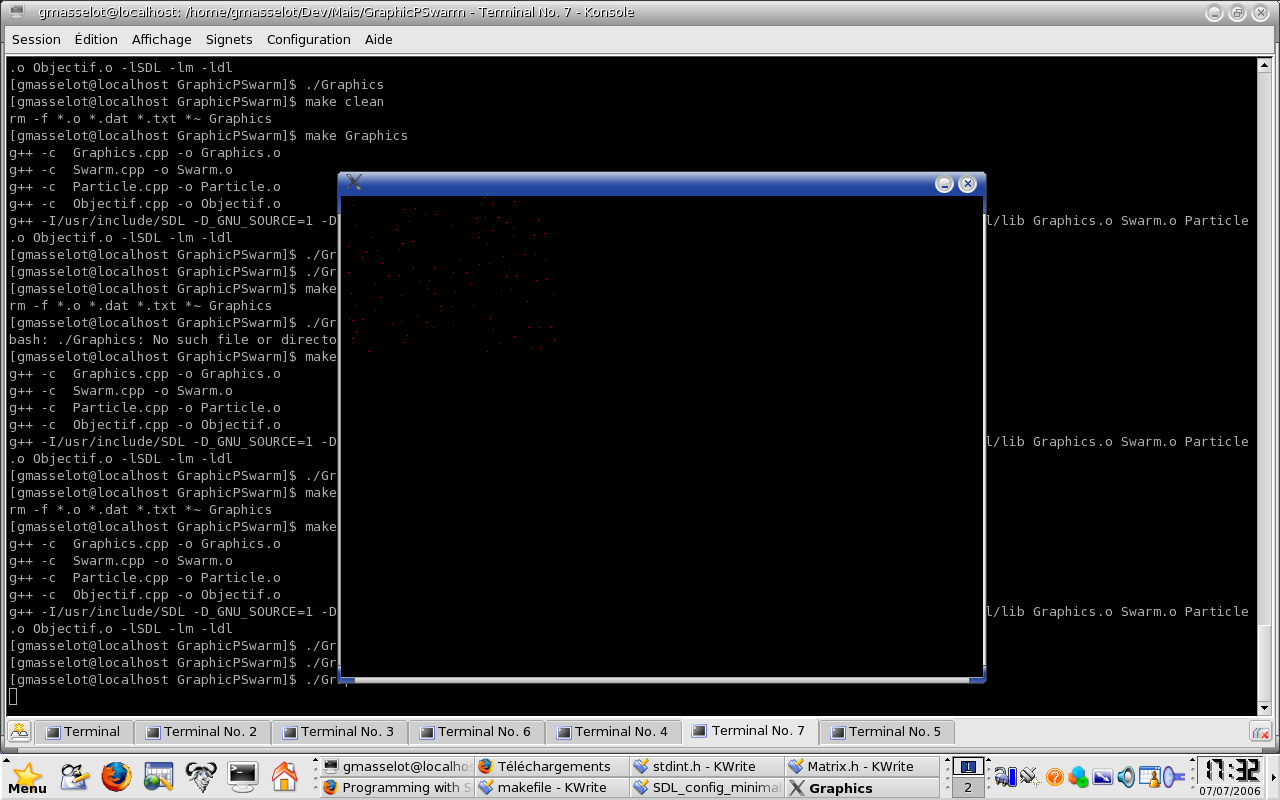 gmasselot@localhost: /home/gmasselot/Dev/Mais/GraphicPSwarm - Terminal No. 7 - Konsole
Session Édition Affichage Signets Configuration Aide
.o Objectif.o -lSDL -lm -ldl
[gmasselot@localhost GraphicPSwarm]$ ./Graphics
[gmasselot@localhost GraphicPSwarm]$ make clean
rm -f *.o *.dat *.txt *~ Graphics
[gmasselot@localhost GraphicPSwarm]$ make Graphics
g++ -c  Graphics.cpp -o Graphics.o
g++ -c  Swarm.cpp -o Swarm.o
g++ -c  Particle.cpp -o Particle.o
g++ -c  Objectif.cpp -o Objectif.o
g++ -I/usr/include/SDL -D_GNU_SOURCE=1 -D l/lib Graphics.o Swarm.o Particle
.o Objectif.o -lSDL -lm -ldl
[gmasselot@localhost GraphicPSwarm]$ ./Gr
[gmasselot@localhost GraphicPSwarm]$ ./Gr
[gmasselot@localhost GraphicPSwarm]$ make
rm -f *.o *.dat *.txt *~ Graphics
[gmasselot@localhost GraphicPSwarm]$ ./Gr
bash: ./Graphics: No such file or directo
[gmasselot@localhost GraphicPSwarm]$ make
g++ -c  Graphics.cpp -o Graphics.o
g++ -c  Swarm.cpp -o Swarm.o
g++ -c  Particle.cpp -o Particle.o
g++ -c  Objectif.cpp -o Objectif.o
g++ -I/usr/include/SDL -D_GNU_SOURCE=1 -D l/lib Graphics.o Swarm.o Particle
.o Objectif.o -lSDL -lm -ldl
[gmasselot@localhost GraphicPSwarm]$ ./Gr
[gmasselot@localhost GraphicPSwarm]$ make
rm -f *.o *.dat *.txt *~ Graphics
[gmasselot@localhost GraphicPSwarm]$ make
g++ -c  Graphics.cpp -o Graphics.o
g++ -c  Swarm.cpp -o Swarm.o
g++ -c  Particle.cpp -o Particle.o
g++ -c  Objectif.cpp -o Objectif.o
g++ -I/usr/include/SDL -D_GNU_SOURCE=1 -D l/lib Graphics.o Swarm.o Particle
.o Objectif.o -lSDL -lm -ldl
[gmasselot@localhost GraphicPSwarm]$ ./Gr
[gmasselot@localhost GraphicPSwarm]$ ./Gr
[gmasselot@localhost GraphicPSwarm]$ ./Gr
Terminal Terminal No. 2 Terminal No. 3 Terminal No. 6 Terminal No. 4 Terminal No. 7 Terminal No. 5
gmasselot@localhos Téléchargements stdint.h - KWrite Matrix.h - KWrite 1 17:32
Menu Programming with S makefile - KWrite SDL_config_minimal Graphics 2 07/07/2006